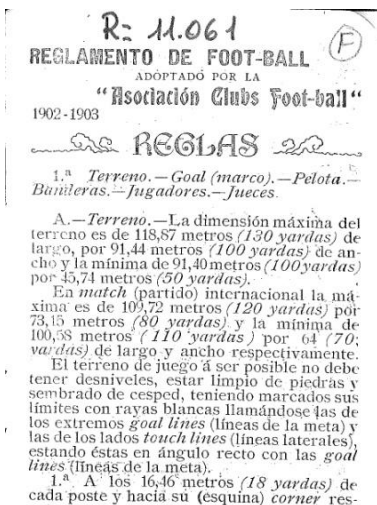 R= 11.061
F
REGLAMENTO DE FOOT-BALL
ADOPTADO POR LA
"Asociación Clubs Foot-ball"
1902-1903
REGLAS
1.ª Terreno.—Goal (marco).—Pelota.—
Banderas.—Jugadores.—Jueces.
A.—Terreno.—La dimensión máxima del
terreno es de 118,87 metros (130 yardas) de
largo, por 91,44 metros (100 yardas) de an-
cho y la mínima de 91,40 metros (100 yardas)
por 45,74 metros (50 yardas).
En match (partido) internacional la má-
xima es de 109,72 metros (120 yardas) por
73,15 metros (80 yardas) y la mínima de
100,58 metros (110 yardas) por 64 (70
yardas) de largo y ancho respectivamente.
El terreno de juego á ser posible no debe
tener desniveles, estar limpio de piedras y
sembrado de cesped, teniendo marcados sus
límites con rayas blancas llamándose las de
los extremos goal lines (líneas de la meta) y
las de los lados touch lines (líneas laterales),
estando éstas en ángulo recto con las goal
lines (líneas de la meta).
1.ª A los 16,46 metros (18 yardas) de
cada poste y hacia su (esquina) corner res-